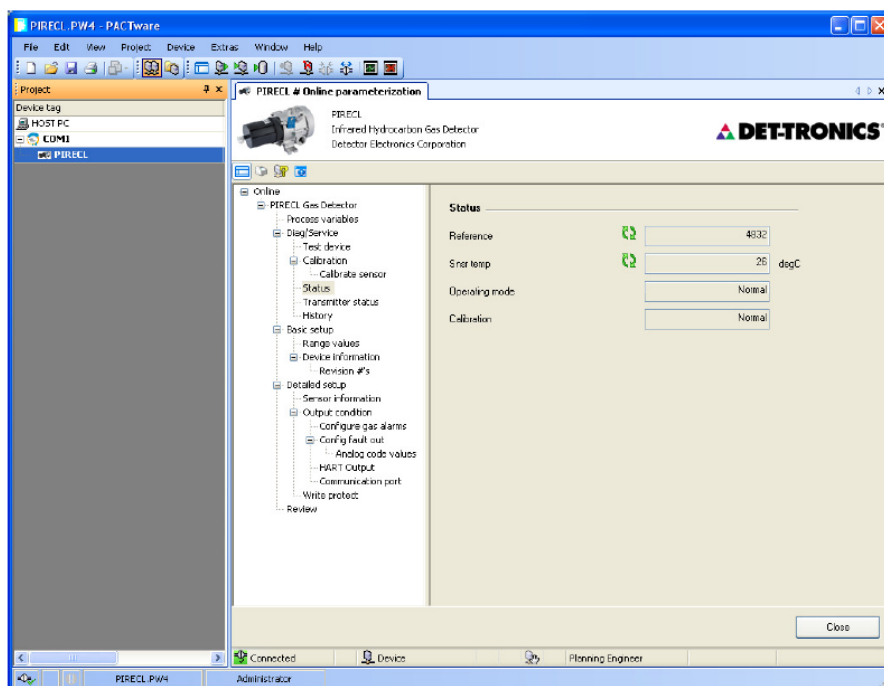 PIRECL.PW4 - PACTware
File Edit View Project Device Extras Window Help
Project
Device tag
HOST PC
COM1
PIRECL
PIRECL # Online parameterization
PIRECL
Infrared Hydrocarbon Gas Detector
Detector Electronics Corporation
DET-TRONICS
Online
PIRECL Gas Detector
Process variables
Diag/Service
Test device
Calibration
Calibrate sensor
Status
Transmitter status
History
Basic setup
Range values
Device information
Revision #'s
Detailed setup
Sensor information
Output condition
Configure gas alarms
Config fault out
Analog code values
HART Output
Communication port
Write protect
Review
Status
Reference 4832
Snsr temp 26 degC
Operating mode Normal
Calibration Normal
Close
Connected Device Planning Engineer
PIRECL.PW4 Administrator